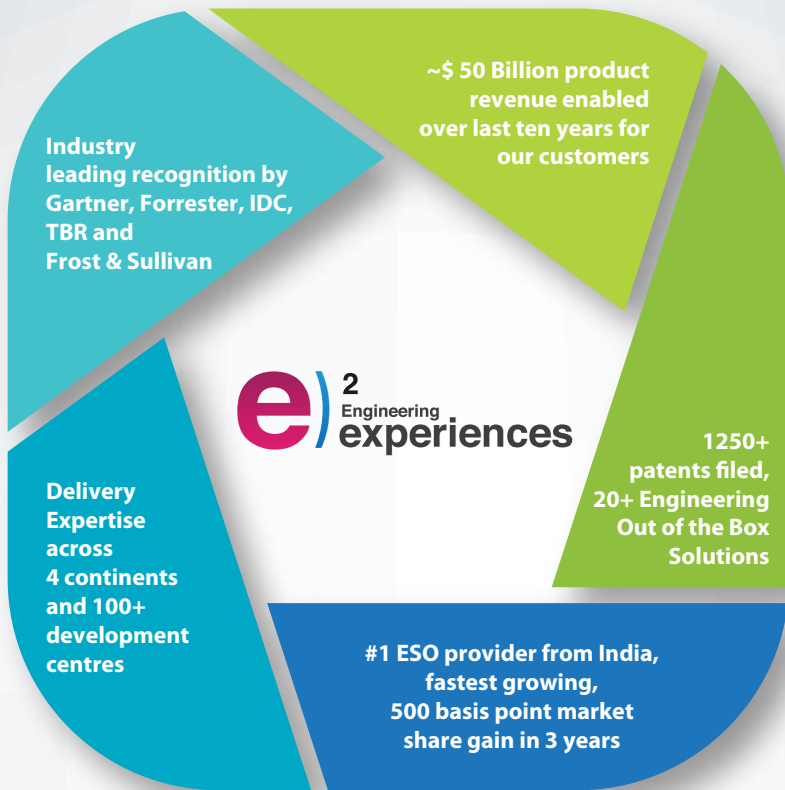 ~$ 50 Billion product
revenue enabled
over last ten years for
our customers
Industry
leading recognition by
Gartner, Forrester, IDC,
TBR and
Frost & Sullivan
e) 2
Engineering
experiences
1250+
patents filed,
20+ Engineering
Out of the Box
Solutions
Delivery
Expertise
across
4 continents
and 100+
development
centres
#1 ESO provider from India,
fastest growing,
500 basis point market
share gain in 3 years